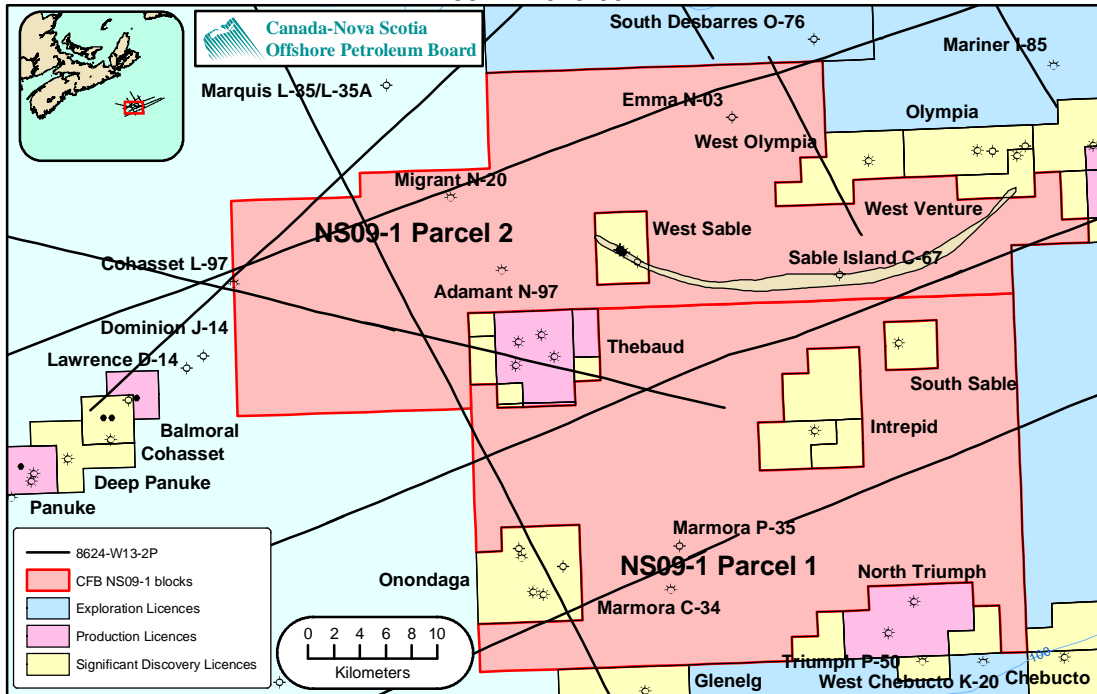 Canada-Nova Scotia
Offshore Petroleum Board
South Desbarres O-76
Mariner I-85
Marquis L-35/L-35A
Emma N-03
Olympia
West Olympia
Migrant N-20
NS09-1 Parcel 2
West Sable
West Venture
Sable Island C-67
Cohasset L-97
Adamant N-97
Dominion J-14
Lawrence D-14
Thebaud
South Sable
Balmoral
Cohasset
Intrepid
Deep Panuke
Panuke
Marmora P-35
NS09-1 Parcel 1
North Triumph
Onondaga
Marmora C-34
Triumph P-50
West Chebucto K-20
Chebucto
Glenelg
100
8624-W13-2P
CFB NS09-1 blocks
Exploration Licences
Production Licences
Significant Discovery Licences
0 2 4 6 8 10
Kilometers